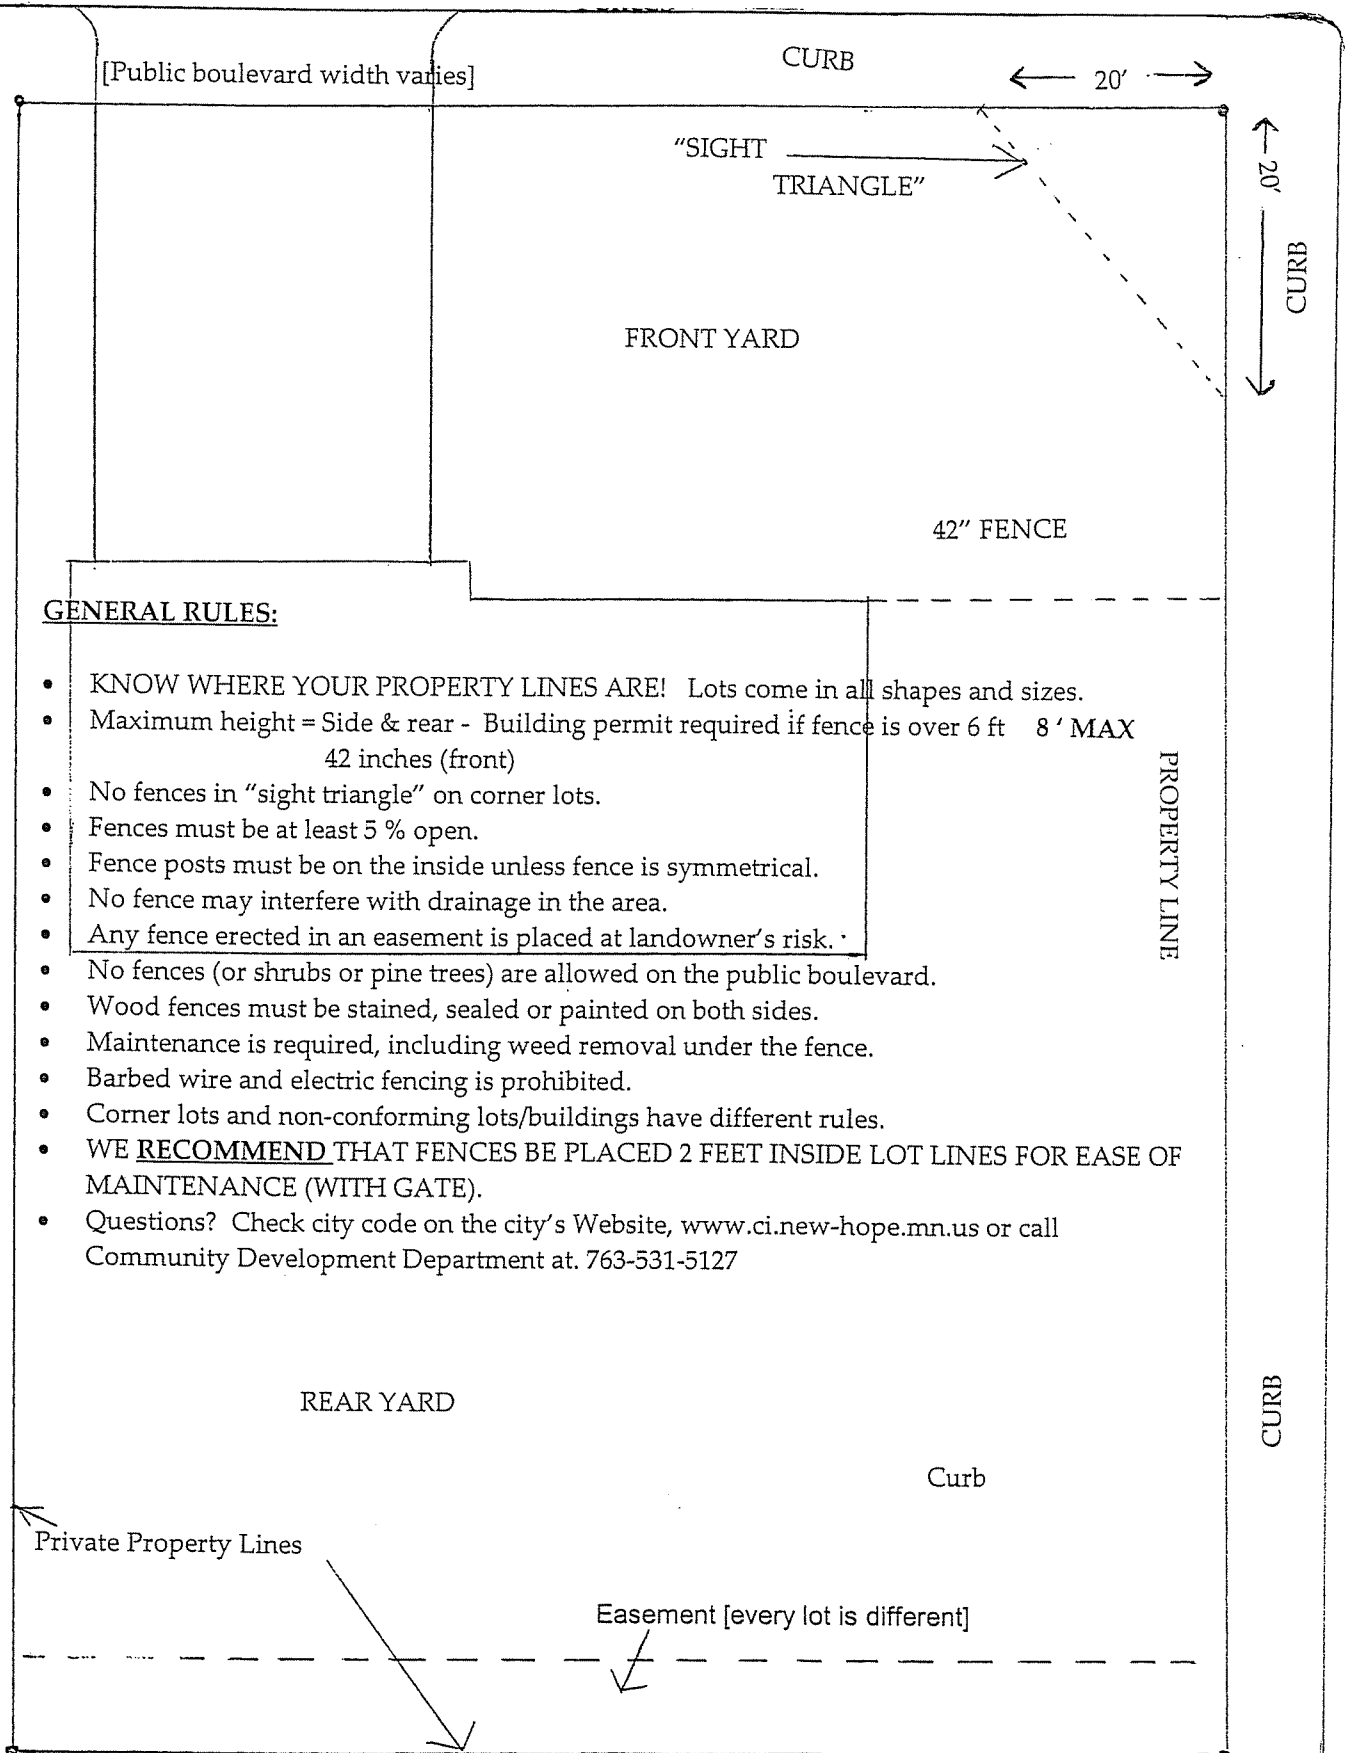 CURB
[Public boulevard width varies]
20'
"SIGHT
TRIANGLE"
20'
CURB
FRONT YARD
42" FENCE
GENERAL RULES:
• KNOW WHERE YOUR PROPERTY LINES ARE! Lots come in all shapes and sizes.
• Maximum height = Side & rear - Building permit required if fence is over 6 ft 8 ' MAX
42 inches (front)
• No fences in "sight triangle" on corner lots.
• Fences must be at least 5 % open.
• Fence posts must be on the inside unless fence is symmetrical.
• No fence may interfere with drainage in the area.
• Any fence erected in an easement is placed at landowner's risk.
• No fences (or shrubs or pine trees) are allowed on the public boulevard.
• Wood fences must be stained, sealed or painted on both sides.
• Maintenance is required, including weed removal under the fence.
• Barbed wire and electric fencing is prohibited.
• Corner lots and non-conforming lots/buildings have different rules.
• WE RECOMMEND THAT FENCES BE PLACED 2 FEET INSIDE LOT LINES FOR EASE OF
MAINTENANCE (WITH GATE).
• Questions? Check city code on the city's Website, www.ci.new-hope.mn.us or call
Community Development Department at. 763-531-5127
PROPERTY LINE
REAR YARD
CURB
Curb
Private Property Lines
Easement [every lot is different]